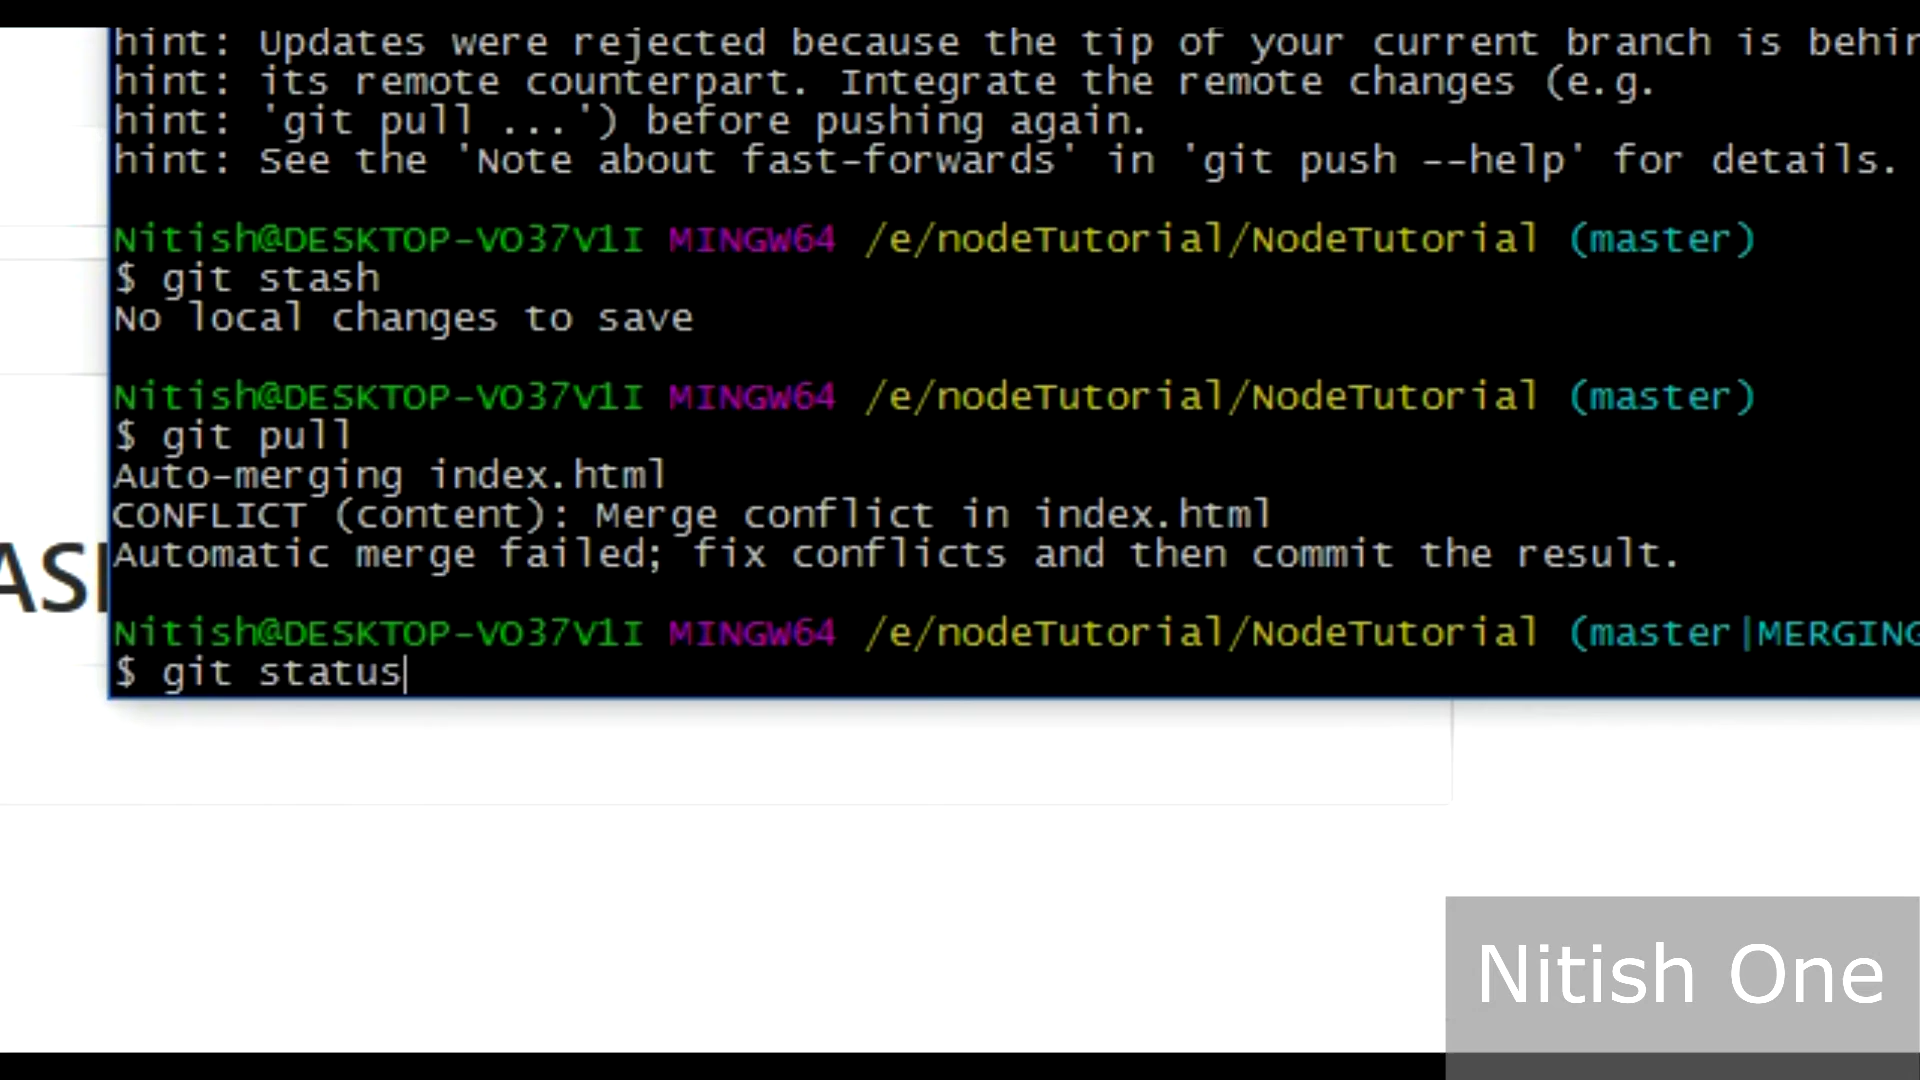 hint: Updates were rejected because the tip of your current branch is
hint: its remote counterpart. Integrate the remote changes (e.g.
hint: 'git pull ...') before pushing again.
hint: See the 'Note about fast-forwards' in 'git push --help' for details.
Nitish@DESKTOP-VO37V1I MINGW64 /e/nodeTutorial/NodeTutorial (master)
$ git stash
No local changes to save
Nitish@DESKTOP-VO37V1I MINGW64 /e/nodeTutorial/NodeTutorial (master)
$ git pull
Auto-merging index.html
CONFLICT (content): Merge conflict in index.html
Automatic merge failed; fix conflicts and then commit the result.
Nitish@DESKTOP-VO37V1I MINGW64 /e/nodeTutorial/NodeTutorial (master|MERGING
$ git status
Nitish One